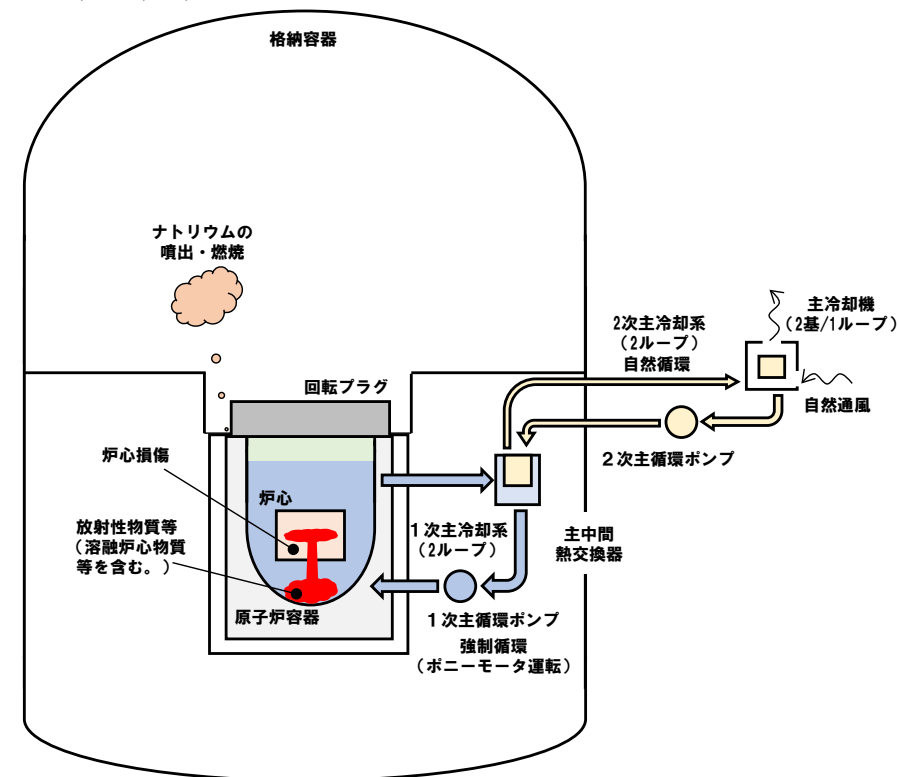 格納容器
ナトリウムの
噴出・燃焼
主冷却機
（2基/1ループ）
2次主冷却系
（2ループ）
自然循環
自然通風
回転プラグ
２次主循環ポンプ
炉心損傷
炉心
放射性物質等
（溶融炉心物質
等を含む。）
1次主冷却系
（2ループ）
主中間
熱交換器
原子炉容器
１次主循環ポンプ
強制循環
（ポニーモータ運転）